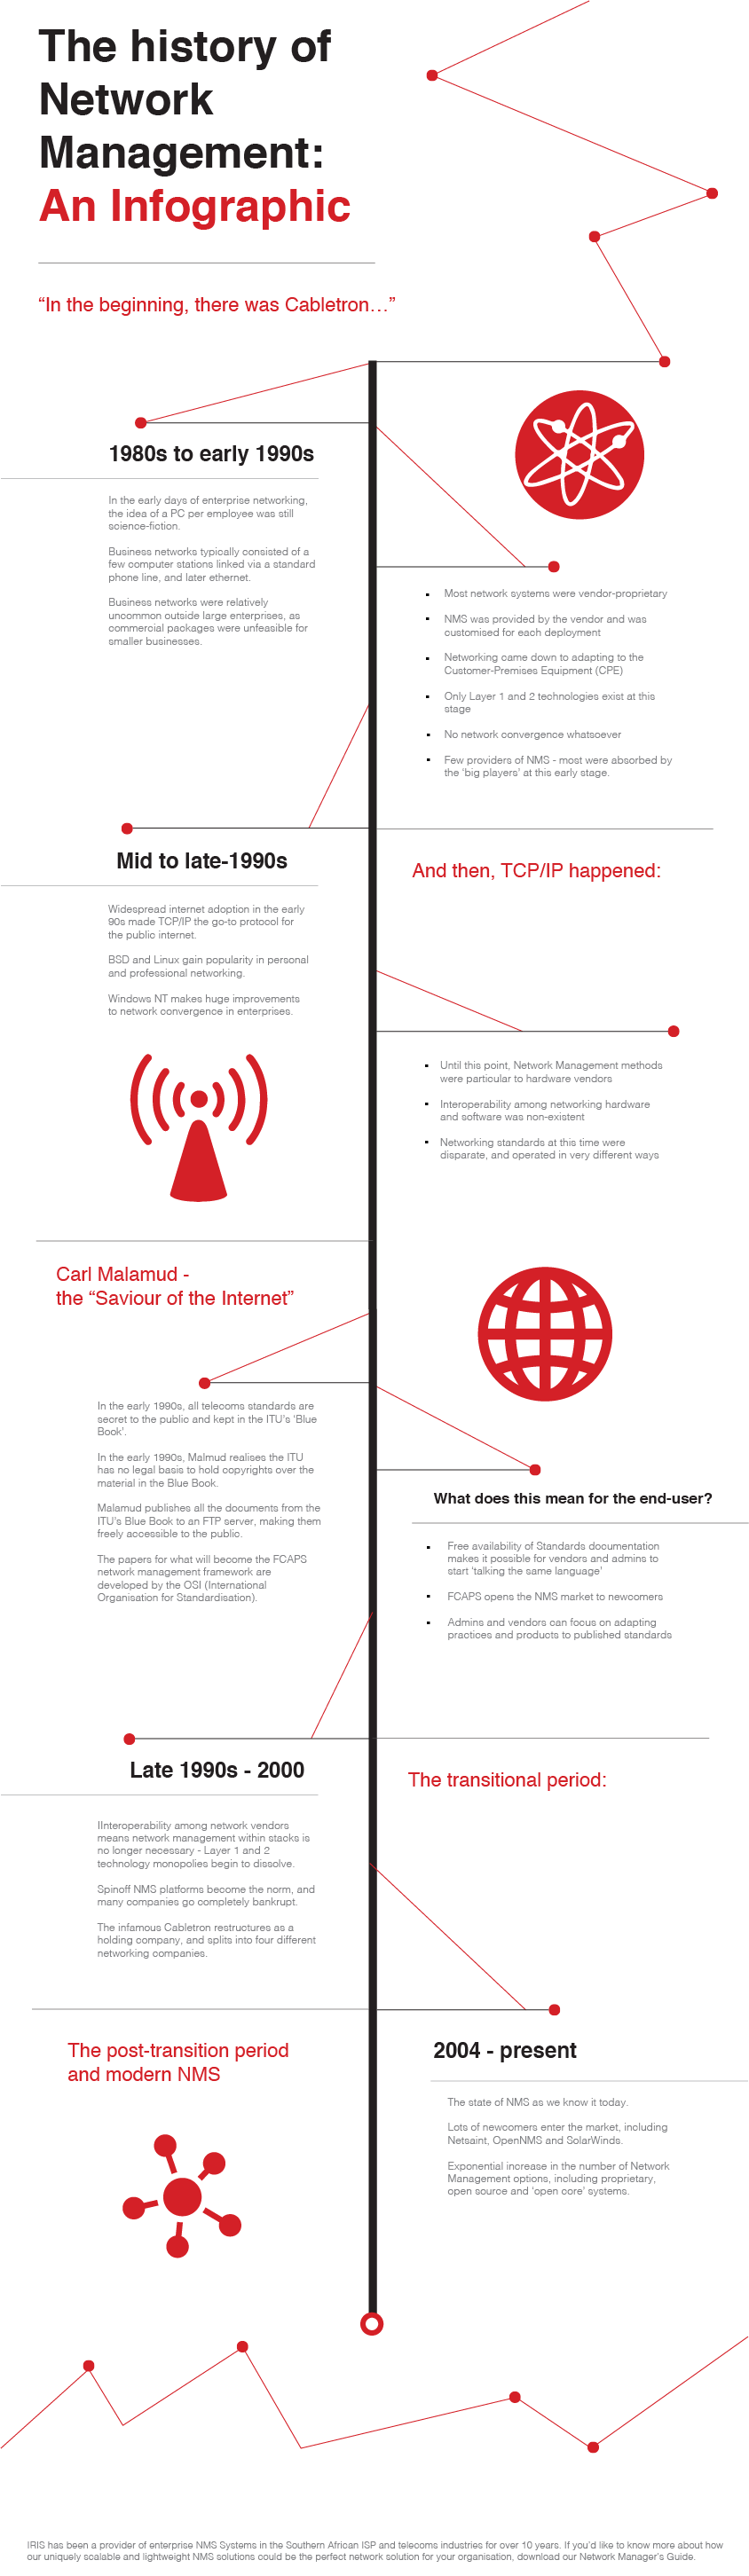 The history of
Network
Management:
An Infographic
“In the beginning, there was Cabletron…”
1980s to early 1990s
In the early days of enterprise networking,
the idea of a PC per employee was still
science-fiction.
Business networks typically consisted of a
few computer stations linked via a standard
phone line, and later ethernet.
Business networks were relatively
uncommon outside large enterprises, as
commercial packages were unfeasible for
smaller businesses.
Most network systems were vendor-proprietary
NMS was provided by the vendor and was
customised for each deployment
Networking came down to adapting to the
Customer-Premises Equipment (CPE)
Only Layer 1 and 2 technologies exist at this
stage
No network convergence whatsoever
Few providers of NMS - most were absorbed by
the ‘big players’ at this early stage.
Mid to late-1990s
Widespread internet adoption in the early
90s made TCP/IP the go-to protocol for
the public internet.
BSD and Linux gain popularity in personal
and professional networking.
Windows NT makes huge improvements
to network convergence in enterprises.
And then, TCP/IP happened:
Until this point, Network Management methods
were particular to hardware vendors
Interoperability among networking hardware
and software was non-existent
Networking standards at this time were
disparate, and operated in very different ways
Carl Malamud -
the “Saviour of the Internet”
In the early 1990s, all telecoms standards are
secret to the public and kept in the ITU’s ‘Blue
Book’.
In the early 1990s, Malmud realises the ITU
has no legal basis to hold copyrights over the
material in the Blue Book.
Malamud publishes all the documents from the
ITU’s Blue Book to an FTP server, making them
freely accessible to the public.
The papers for what will become the FCAPS
network management framework are
developed by the OSI (International
Organisation for Standardisation).
What does this mean for the end-user?
Free availability of Standards documentation
makes it possible for vendors and admins to
start ‘talking the same language’
FCAPS opens the NMS market to newcomers
Admins and vendors can focus on adapting
practices and products to published standards
Late 1990s - 2000
IInteroperability among network vendors
means network management within stacks is
no longer necessary - Layer 1 and 2
technology monopolies begin to dissolve.
Spinoff NMS platforms become the norm, and
many companies go completely bankrupt.
The infamous Cabletron restructures as a
holding company, and splits into four different
networking companies.
The transitional period:
The post-transition period
and modern NMS
2004 - present
The state of NMS as we know it today.
Lots of newcomers enter the market, including
Netsaint, OpenNMS and SolarWinds.
Exponential increase in the number of Network
Management options, including proprietary,
open source and ‘open core’ systems.
IRIS has been a provider of enterprise NMS Systems in the Southern African ISP and telecoms industries for over 10 years. If you’d like to know more about how
our uniquely scalable and lightweight NMS solutions could be the perfect network solution for your organisation, download our Network Manager’s Guide.